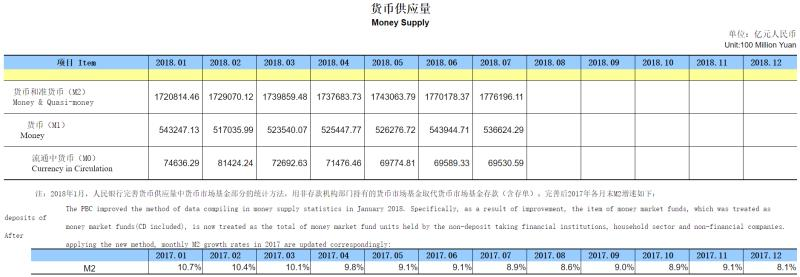 货币供应量
Money Supply
单位：亿元人民币
Unit:100 Million Yuan
项目 Item 2018.01 2018.02 2018.03 2018.04 2018.05 2018.06 2018.07 2018.08 2018.09 2018.10 2018.11 2018.12
货币和准货币（M2）
Money & Quasi-money
1720814.46 1729070.12 1739859.48 1737683.73 1743063.79 1770178.37 1776196.11
货币（M1）
Money
543247.13 517035.99 523540.07 525447.77 526276.72 543944.71 536624.29
流通中货币（M0）
Currency in Circulation
74636.29 81424.24 72692.63 71476.46 69774.81 69589.33 69530.59
注：2018年1月，人民银行完善货币供应量中货币市场基金部分的统计方法，用非存款机构部门持有的货币市场基金取代货币市场基金存款（含存单）。完善后2017年各月末M2增速如下：
The PBC improved the method of data compiling in money supply statistics in January 2018. Specifically, as a result of improvement, the item of money market funds, which was treated as
deposits of
money market funds(CD included), is now treated as the total of money market fund units held by the non-deposit taking financial institutions, household sector and non-financial companies.
After
applying the new method, monthly M2 growth rates in 2017 are updated correspondingly:
2017.01 2017.02 2017.03 2017.04 2017.05 2017.06 2017.07 2017.08 2017.09 2017.10 2017.11 2017.12
M2 10.7% 10.4% 10.1% 9.8% 9.1% 9.1% 8.9% 8.6% 9.0% 8.9% 9.1% 8.1%